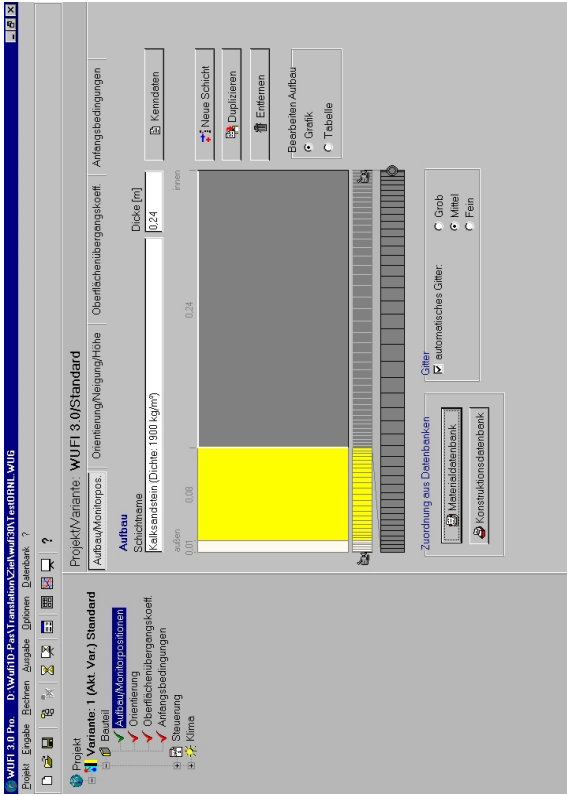 WUFI 3.0 Pro. D:\Wufi1D-Pas\Translation\Ziel\wufi30\TestORNL.WUG
Projekt Eingabe Rechnen Ausgabe Optionen Datenbank ?
?
Projekt
Variante: 1 (Akt. Var.) Standard
Bauteil
Aufbau/Monitorpositionen
Orientierung
Oberflächenübergangskoeff.
Anfangsbedingungen
Steuerung
Klima
Projekt/Variante: WUFI 3.0/Standard
Aufbau/Monitorpos. Orientierung/Neigung/Höhe Oberflächenübergangskoeff. Anfangsbedingungen
Aufbau
Schichtname Dicke [m]
Kalksandstein (Dichte: 1900 kg/m³) 0,24
Kenndaten
außen innen
0,01 0,08 0,24
Neue Schicht
Duplizieren
Entfernen
Bearbeiten Aufbau
Grafik
Tabelle
Zuordnung aus Datenbanken
Materialdatenbank
Konstruktionsdatenbank
Gitter
automatisches Gitter:
Grob
Mittel
Fein